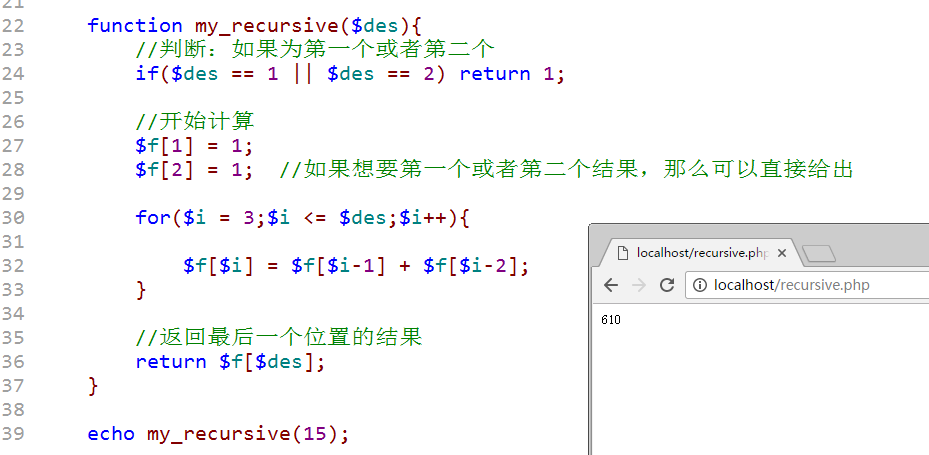 21
22 function my_recursive($des){
23 //判断：如果为第一个或者第二个
24 if($des == 1 || $des == 2) return 1;
25
26 //开始计算
27 $f[1] = 1;
28 $f[2] = 1; //如果想要第一个或者第二个结果，那么可以直接给出
29
30 for($i = 3;$i <= $des;$i++){
31
32 $f[$i] = $f[$i-1] + $f[$i-2];
33 }
34
35 //返回最后一个位置的结果
36 return $f[$des];
37 }
38
39 echo my_recursive(15);
localhost/recursive.php
localhost/recursive.php
610